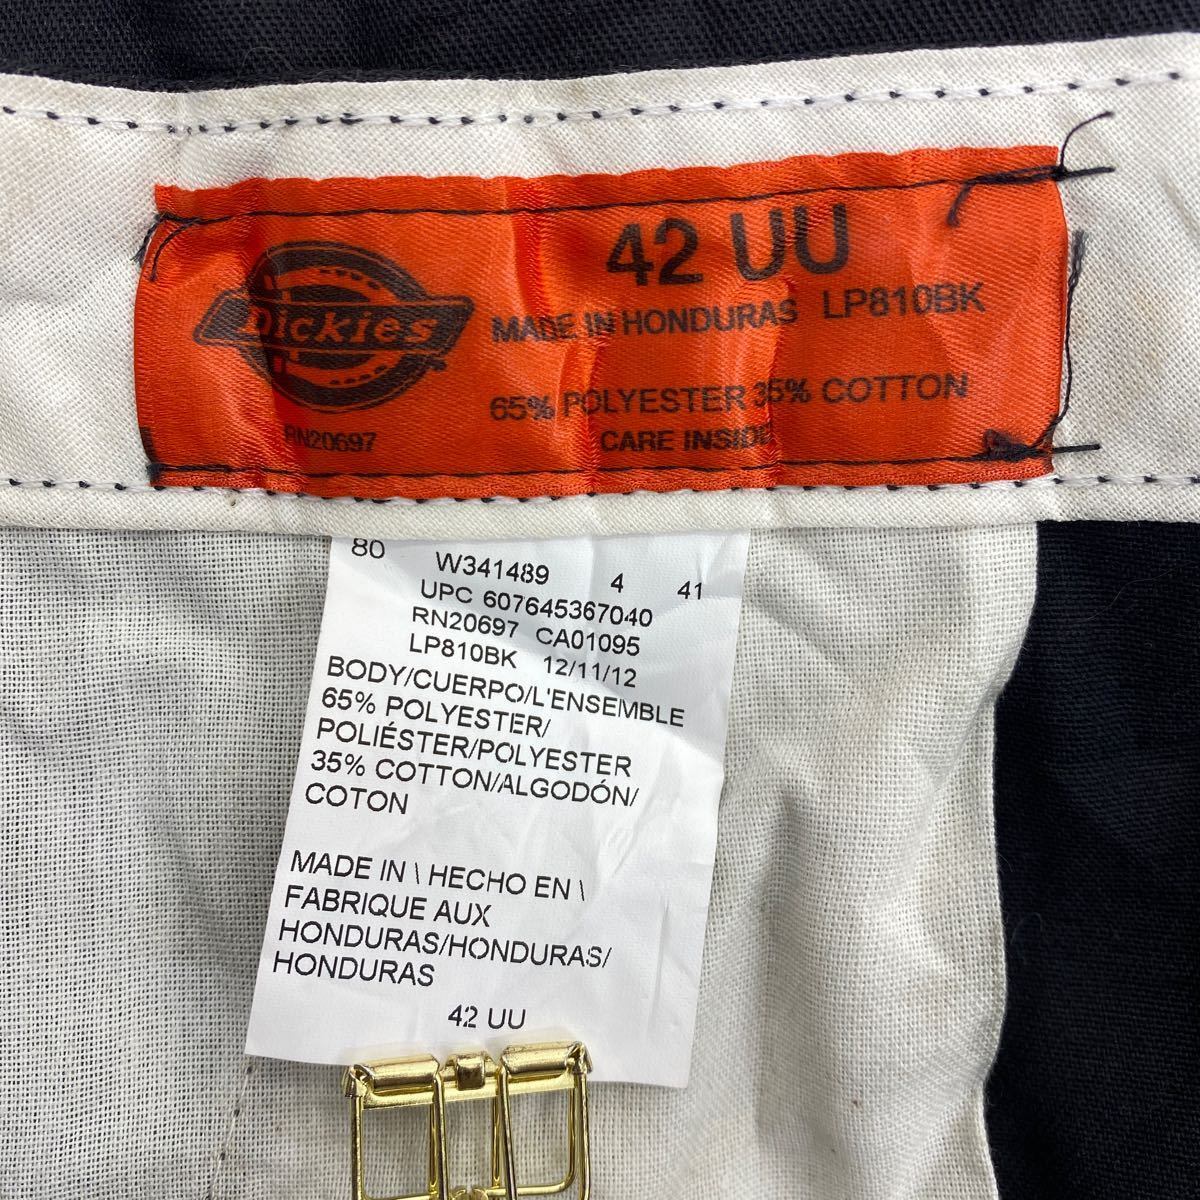 42 UU
Dickies
MADE IN HONDURAS LP810BK
65% POLYESTER 35% COTTON
RN20697
CARE INSIDE
80 W341489 4 41
UPC 607645367040
RN20697 CA01095
LP810BK 12/11/12
BODY/CUERPO/L'ENSEMBLE
65% POLYESTER/
POLIÉSTER/POLYESTER
35% COTTON/ALGODÓN/
COTON
MADE IN \ HECHO EN \
FABRIQUE AUX
HONDURAS/HONDURAS/
HONDURAS
42 UU